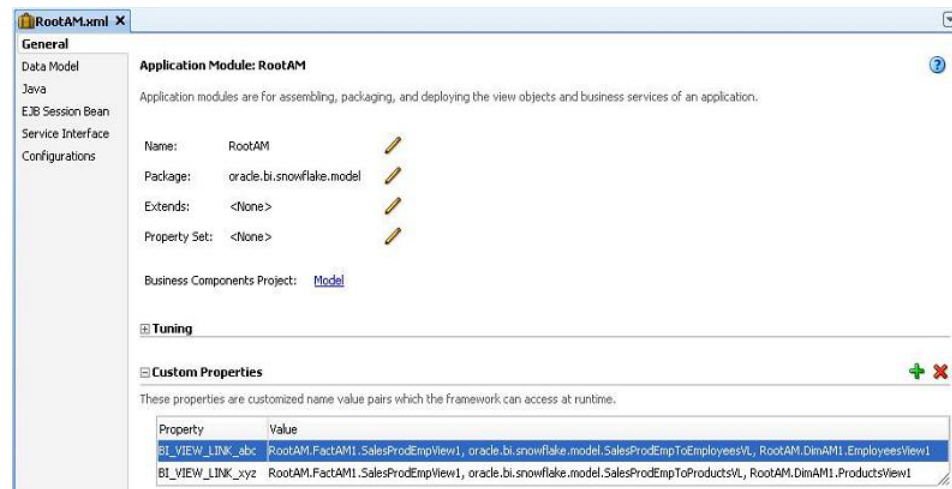 RootAM.xml
General
Data Model
Java
EJB Session Bean
Service Interface
Configurations
Application Module: RootAM
Application modules are for assembling, packaging, and deploying the view objects and business services of an application.
Name: RootAM
Package: oracle.bi.snowflake.model
Extends: <None>
Property Set: <None>
Business Components Project: Model
Tuning
Custom Properties
These properties are customized name value pairs which the framework can access at runtime.
Property Value
BI_VIEW_LINK_abc RootAM.FactAM1.SalesProdEmpView1, oracle.bi.snowflake.model.SalesProdEmpToEmployeesVL, RootAM.DimAM1.EmployeesView1
BI_VIEW_LINK_xyz RootAM.FactAM1.SalesProdEmpView1, oracle.bi.snowflake.model.SalesProdEmpToProductsVL, RootAM.DimAM1.ProductsView1